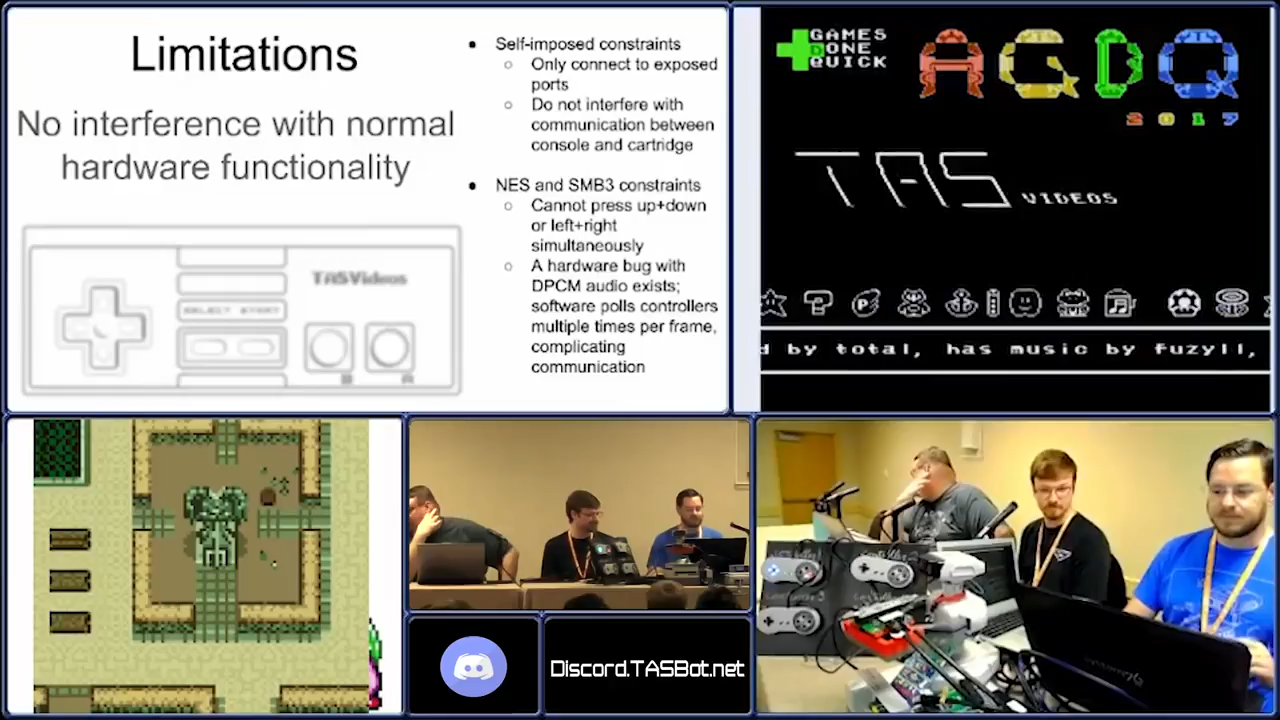 Limitations
No interference with normal
hardware functionality
TASVideos
SELECT START
B A
● Self-imposed constraints
○ Only connect to exposed
ports
○ Do not interfere with
communication between
console and cartridge
● NES and SMB3 constraints
○ Cannot press up+down
or left+right
simultaneously
○ A hardware bug with
DPCM audio exists;
software polls controllers
multiple times per frame,
complicating
communication
GAMES
DONE
QUICK
AGDQ
2017
TAS VIDEOS
d by total, has music by fuzyll,
Discord.TASBot.net